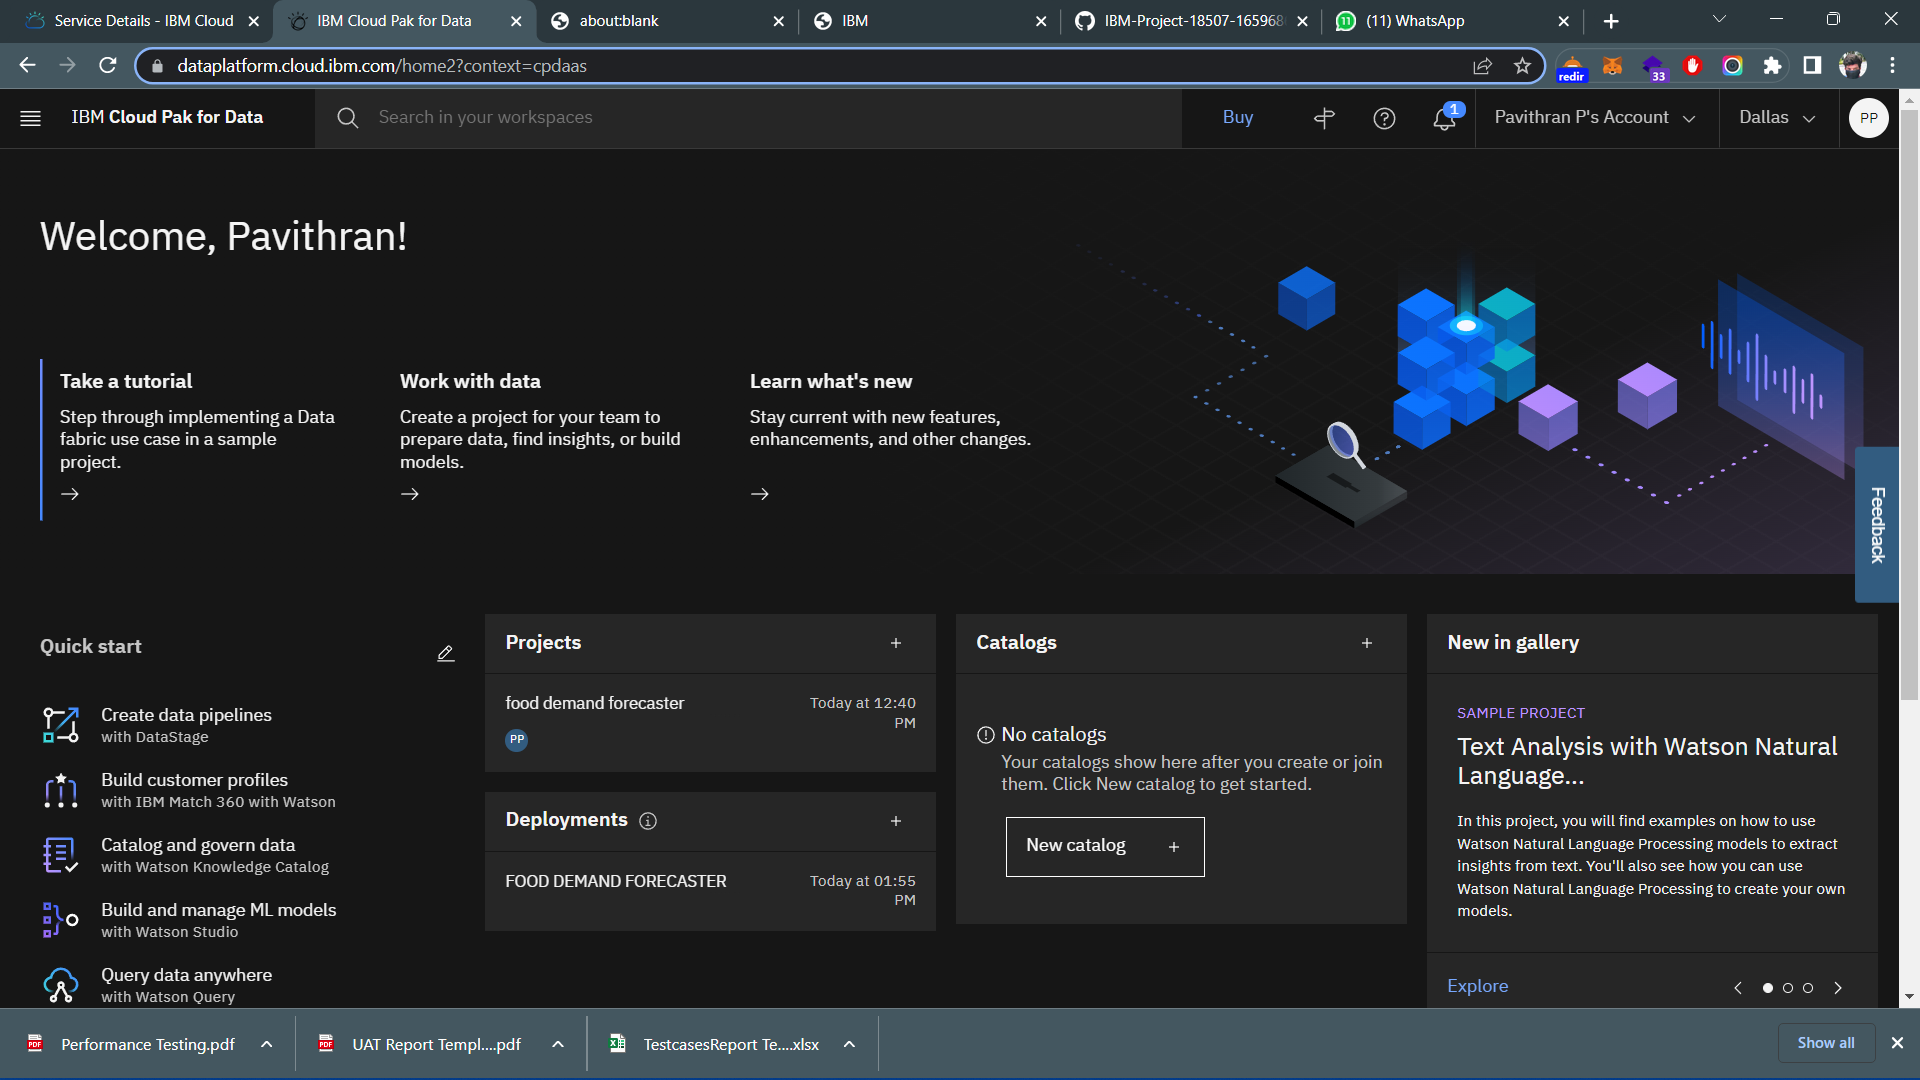 Service Details - IBM Cloud
IBM Cloud Pak for Data
about:blank
IBM
IBM-Project-18507-165968
(11) WhatsApp
dataplatform.cloud.ibm.com/home2?context=cpdaas
redir
33
IBM Cloud Pak for Data
Search in your workspaces
Buy
1
Pavithran P's Account
Dallas
PP
Welcome, Pavithran!
Take a tutorial
Step through implementing a Data
fabric use case in a sample
project.
Work with data
Create a project for your team to
prepare data, find insights, or build
models.
Learn what's new
Stay current with new features,
enhancements, and other changes.
Feedback
Quick start
Create data pipelines
with DataStage
Build customer profiles
with IBM Match 360 with Watson
Catalog and govern data
with Watson Knowledge Catalog
Build and manage ML models
with Watson Studio
Query data anywhere
with Watson Query
Projects
food demand forecaster
Today at 12:40
PM
PP
Deployments
FOOD DEMAND FORECASTER
Today at 01:55
PM
Catalogs
No catalogs
Your catalogs show here after you create or join
them. Click New catalog to get started.
New catalog +
New in gallery
SAMPLE PROJECT
Text Analysis with Watson Natural
Language...
In this project, you will find examples on how to use
Watson Natural Language Processing models to extract
insights from text. You'll also see how you can use
Watson Natural Language Processing to create your own
models.
Explore
Performance Testing.pdf
UAT Report Templ....pdf
TestcasesReport Te....xlsx
Show all